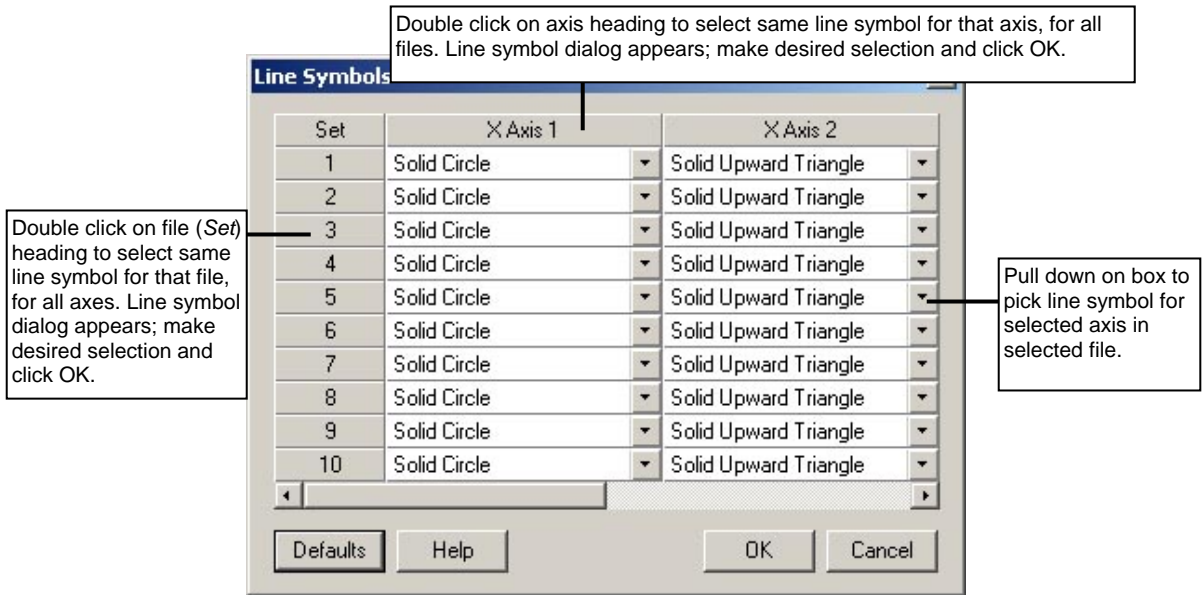 Double click on axis heading to select same line symbol for that axis, for all
files. Line symbol dialog appears; make desired selection and click OK.
Line Symbols
Set X Axis 1 X Axis 2
1 Solid Circle Solid Upward Triangle
2 Solid Circle Solid Upward Triangle
3 Solid Circle Solid Upward Triangle
4 Solid Circle Solid Upward Triangle
5 Solid Circle Solid Upward Triangle
6 Solid Circle Solid Upward Triangle
7 Solid Circle Solid Upward Triangle
8 Solid Circle Solid Upward Triangle
9 Solid Circle Solid Upward Triangle
10 Solid Circle Solid Upward Triangle
Double click on file (Set)
heading to select same
line symbol for that file,
for all axes. Line symbol
dialog appears; make
desired selection and
click OK.
Pull down on box to
pick line symbol for
selected axis in
selected file.
Defaults Help OK Cancel